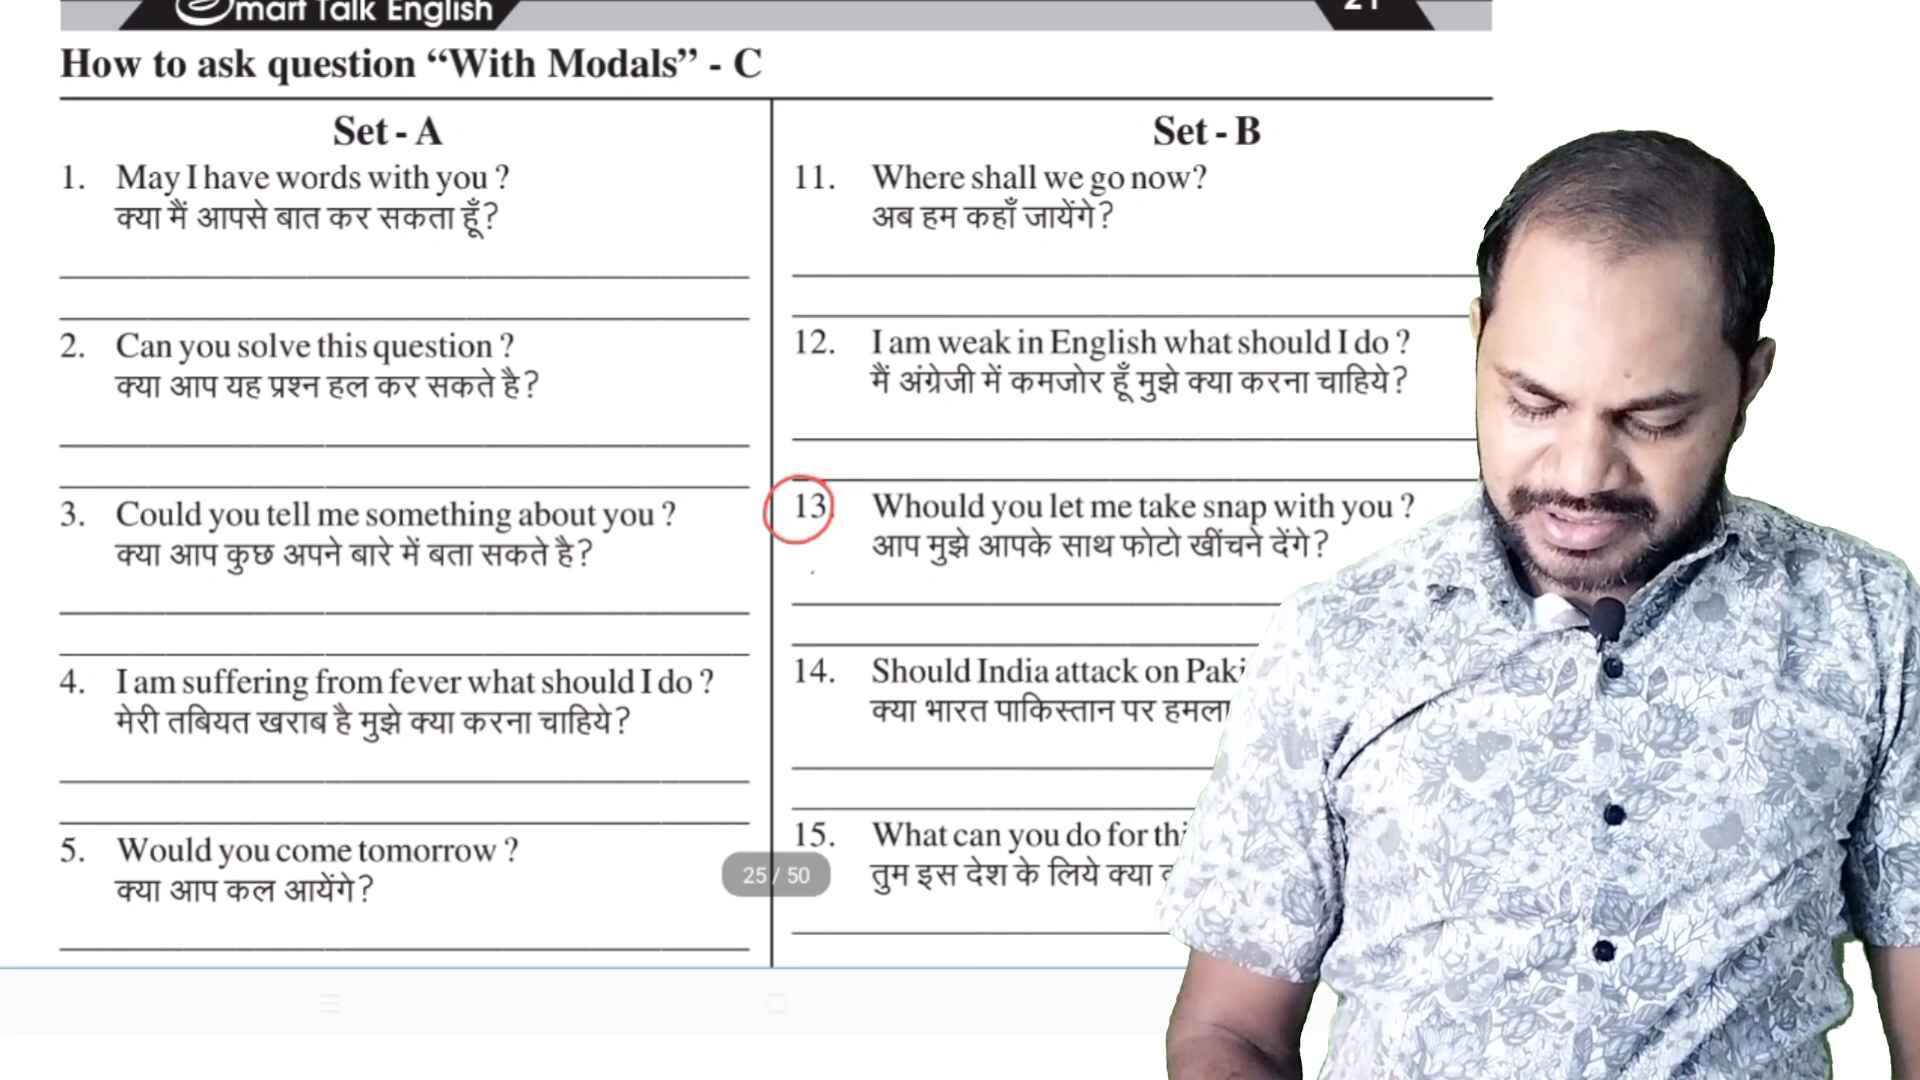 Smart Talk English
21
How to ask question “With Modals” - C
Set - A
1. May I have words with you ?
क्या मैं आपसे बात कर सकता हूँ?
2. Can you solve this question ?
क्या आप यह प्रश्न हल कर सकते है?
3. Could you tell me something about you ?
क्या आप कुछ अपने बारे में बता सकते है?
4. I am suffering from fever what should I do ?
मेरी तबियत खराब है मुझे क्या करना चाहिये?
5. Would you come tomorrow ?
क्या आप कल आयेंगे?
Set - B
11. Where shall we go now?
अब हम कहाँ जायेंगे?
12. I am weak in English what should I do ?
मैं अंग्रेजी में कमजोर हूँ मुझे क्या करना चाहिये?
13. Whould you let me take snap with you ?
आप मुझे आपके साथ फोटो खींचने देंगे?
14. Should India attack on
क्या भारत पाकिस्तान पर हमला
15. What can you do for
तुम इस देश के लिये क्या
25 / 50